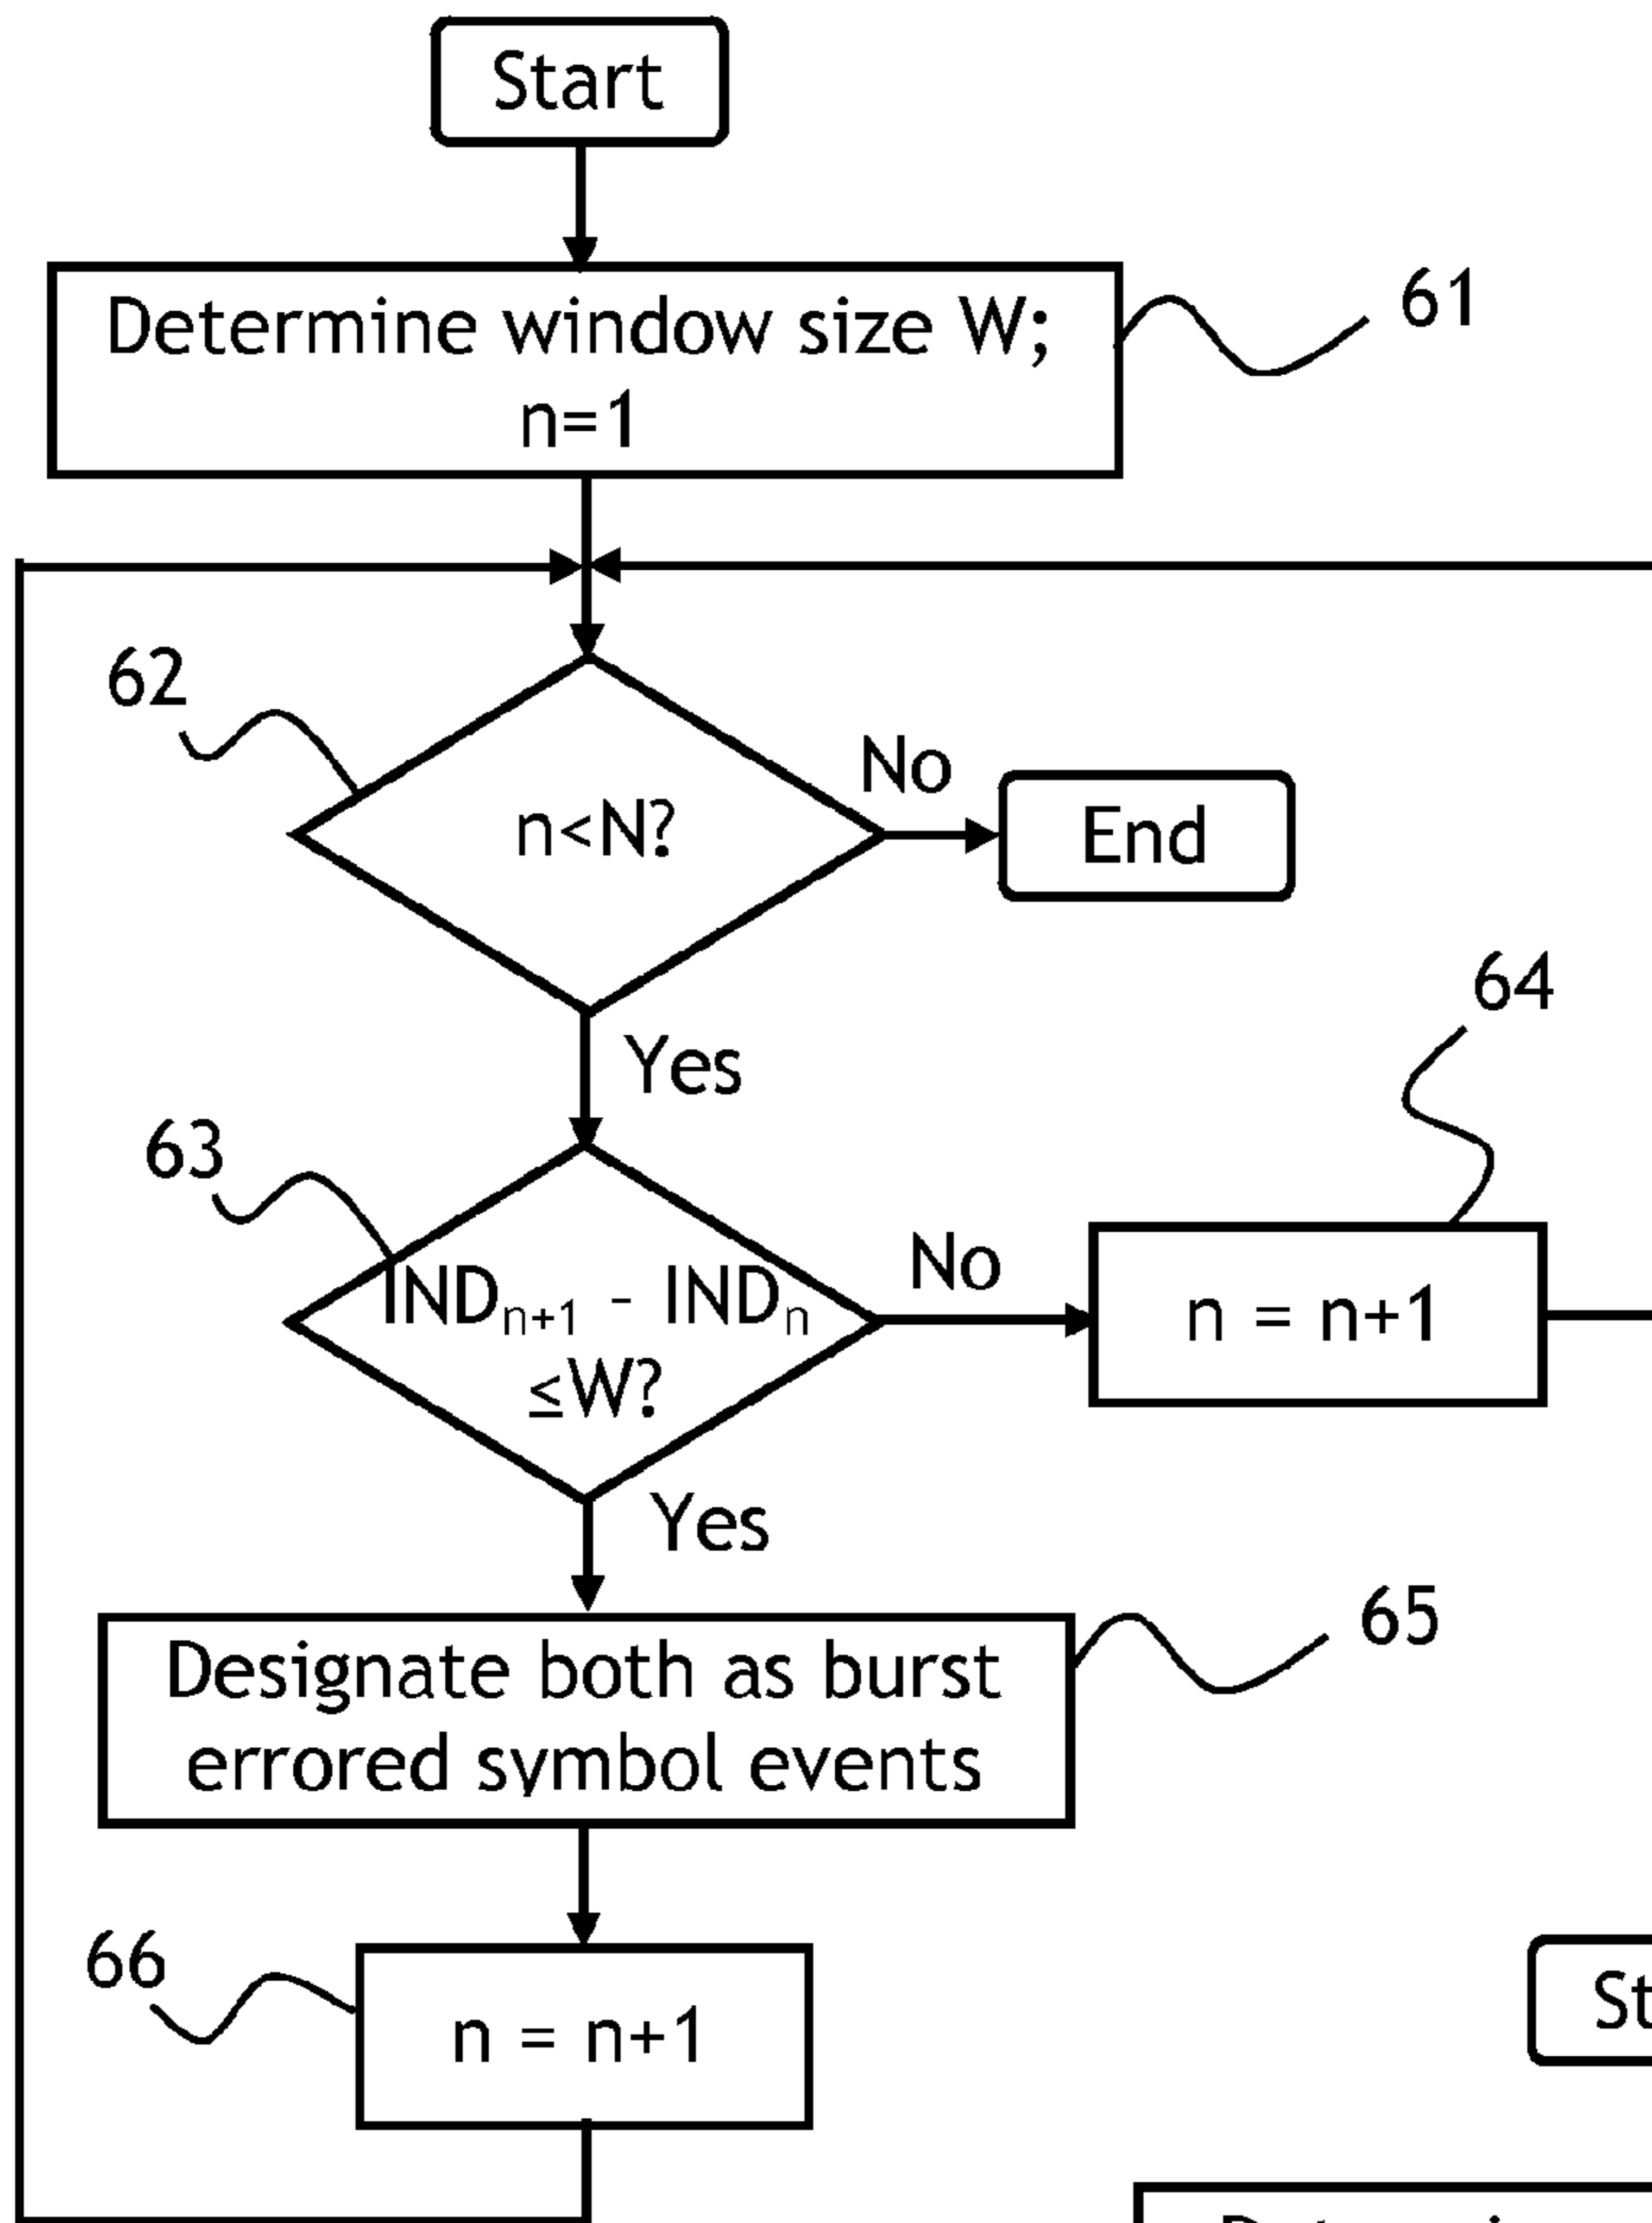 Start
Determine window size W;
n=1
61
62
n<N?
No
End
Yes
64
63
INDn+1 - INDn
≤W?
No
n = n+1
Yes
65
Designate both as burst
errored symbol events
66
n = n+1